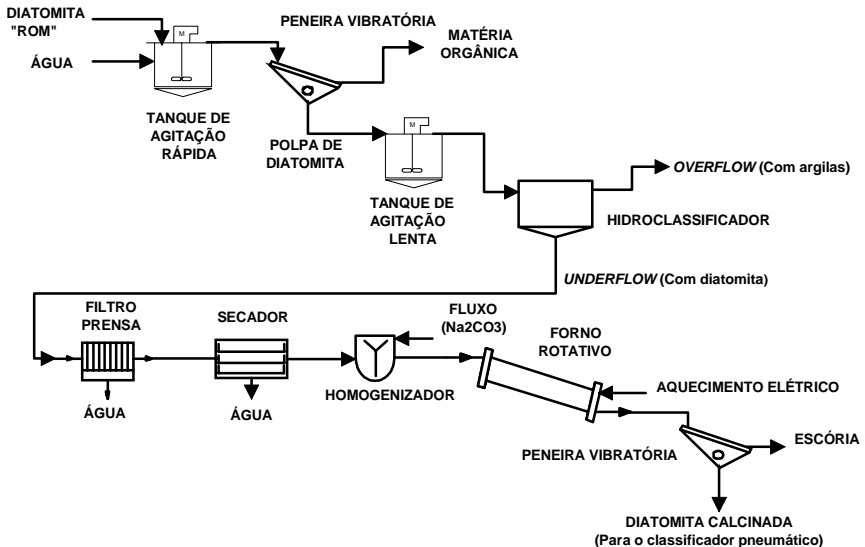 DIATOMITA
"ROM"
ÁGUA
M
TANQUE DE
AGITAÇÃO
RÁPIDA
PENEIRA VIBRATÓRIA
MATÉRIA
ORGÂNICA
POLPA DE
DIATOMITA
M
TANQUE DE
AGITAÇÃO
LENTA
OVERFLOW (Com argilas)
HIDROCLASSIFICADOR
UNDERFLOW (Com diatomita)
FILTRO
PRENSA
ÁGUA
SECADOR
ÁGUA
FLUXO
(Na2CO3)
HOMOGENIZADOR
FORNO
ROTATIVO
AQUECIMENTO ELÉTRICO
PENEIRA VIBRATÓRIA
ESCÓRIA
DIATOMITA CALCINADA
(Para o classificador pneumático)